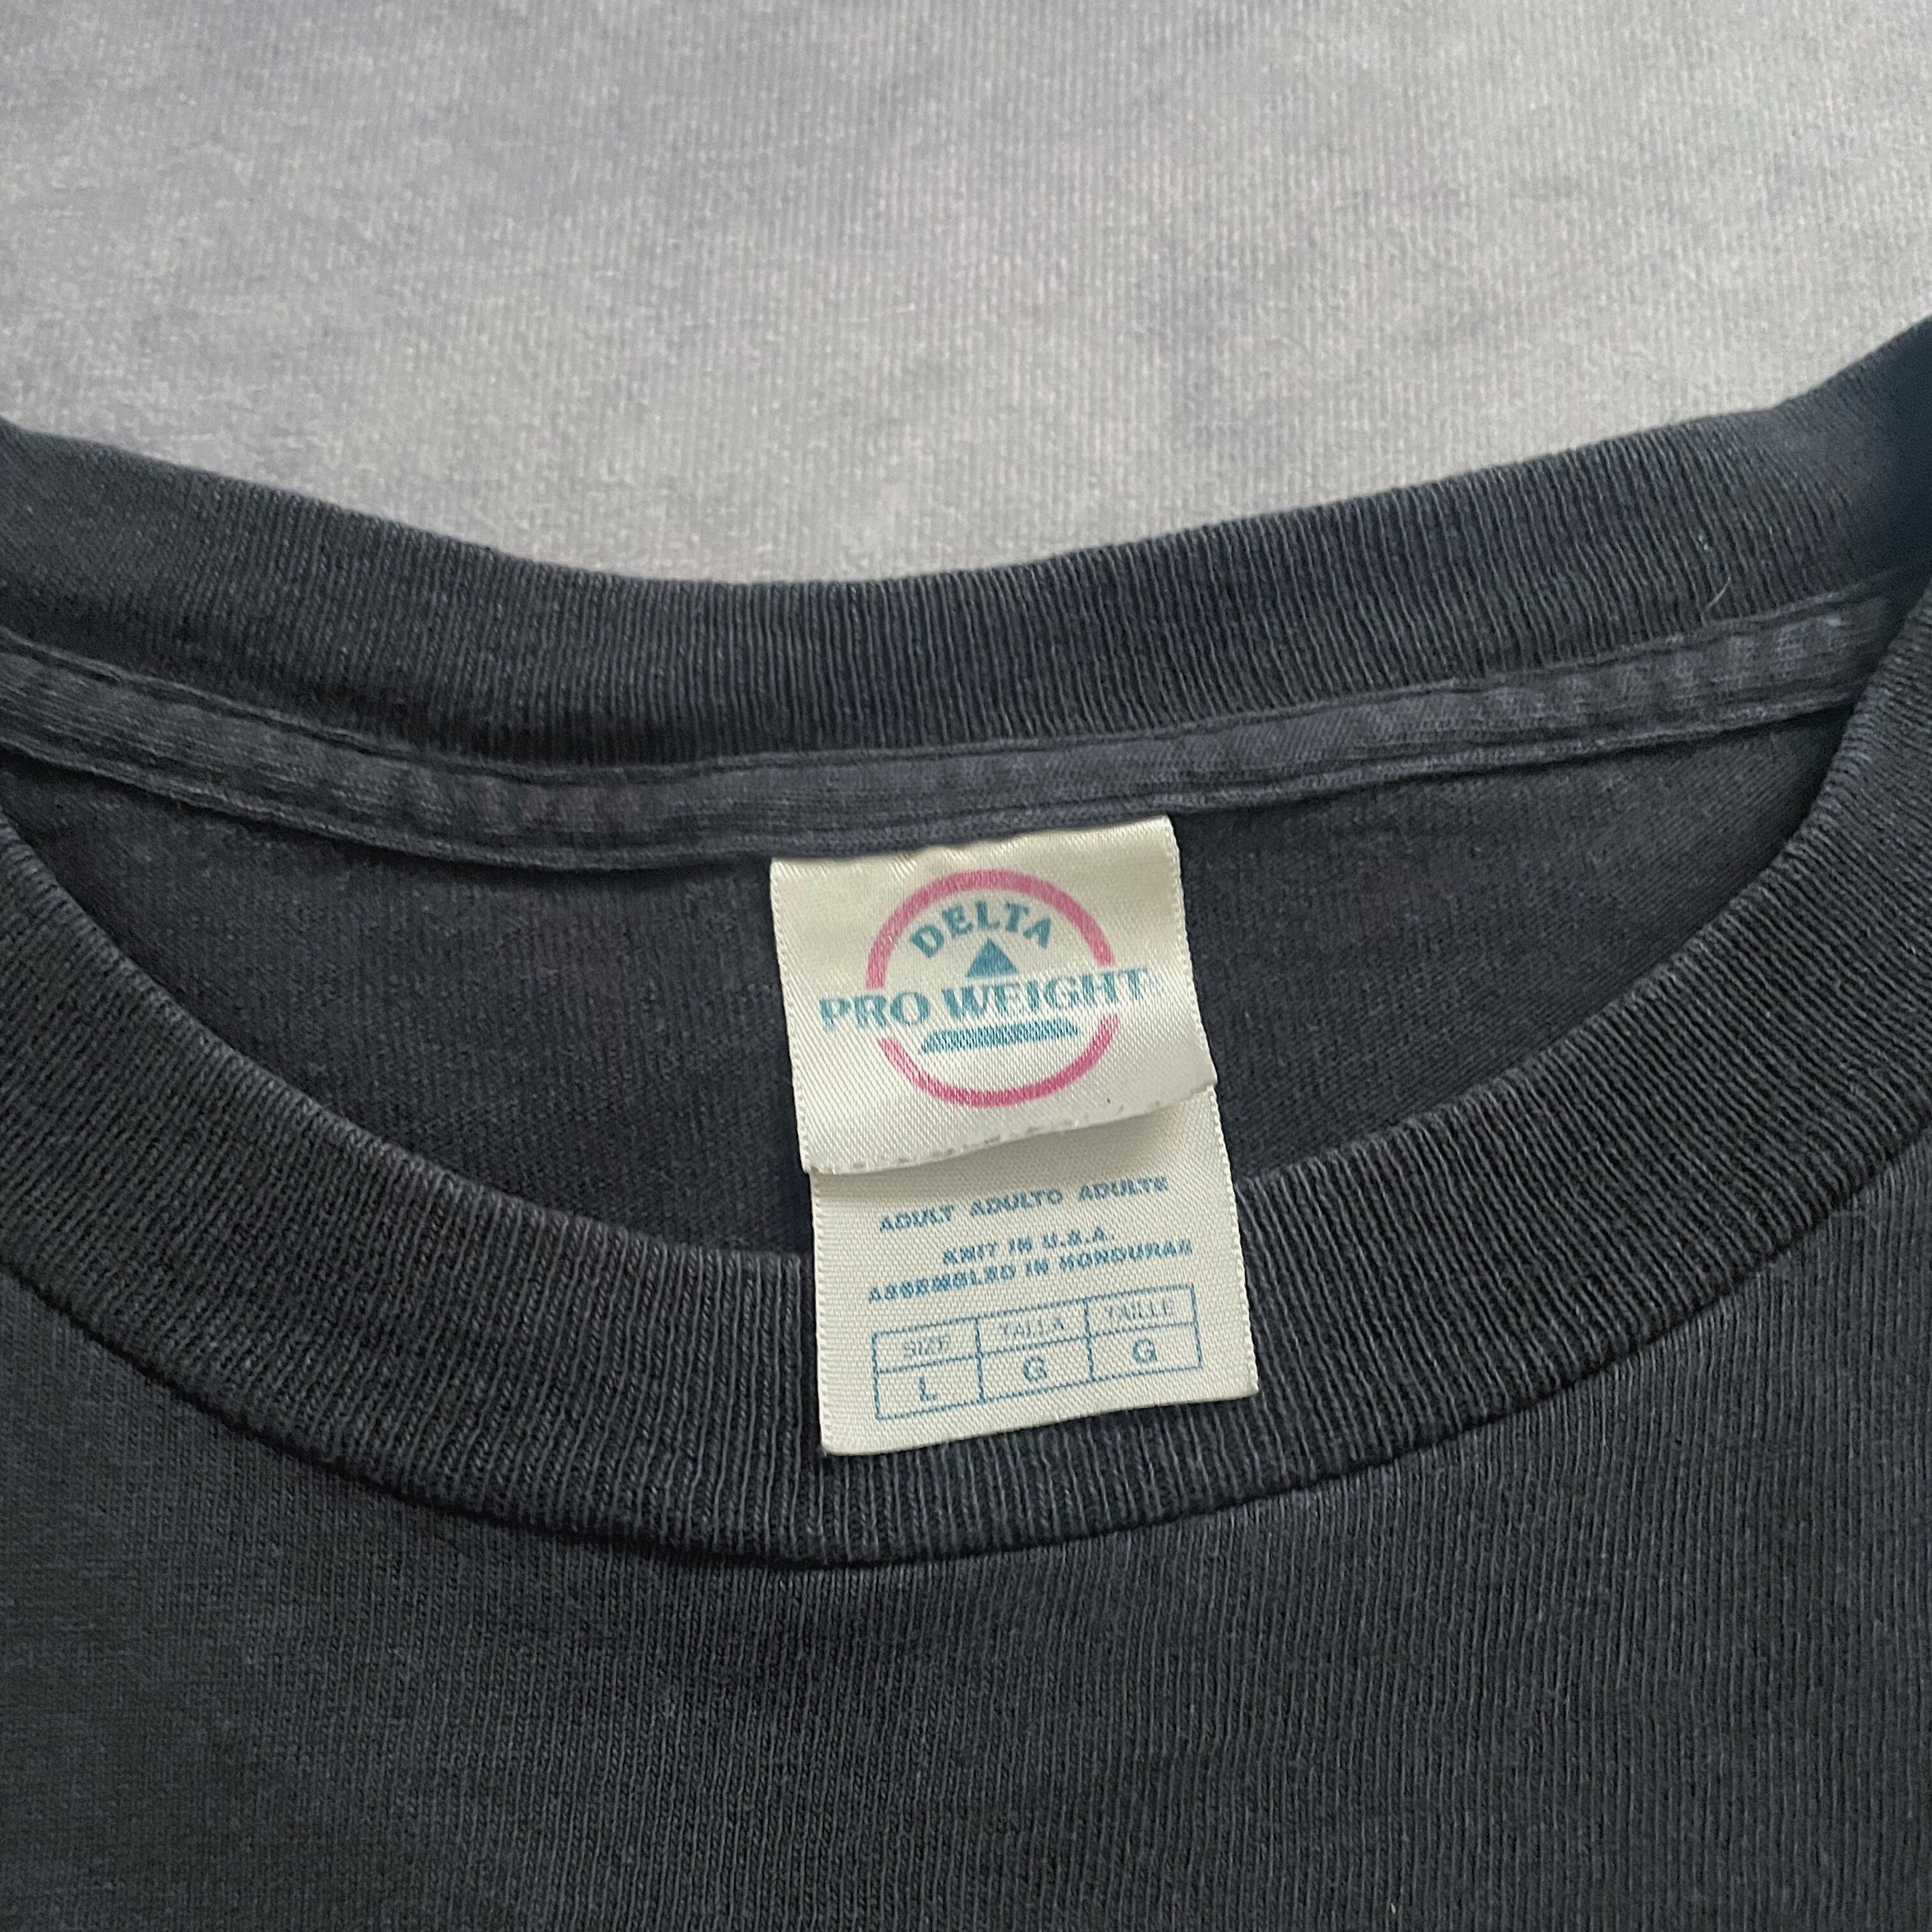 DELTA
PRO WEIGHT
ADULT ADULTO ADULTE
KNIT IN U.S.A.
ASSEMBLED IN HONDURAS
SIZE TALLA TAILLE
L G G